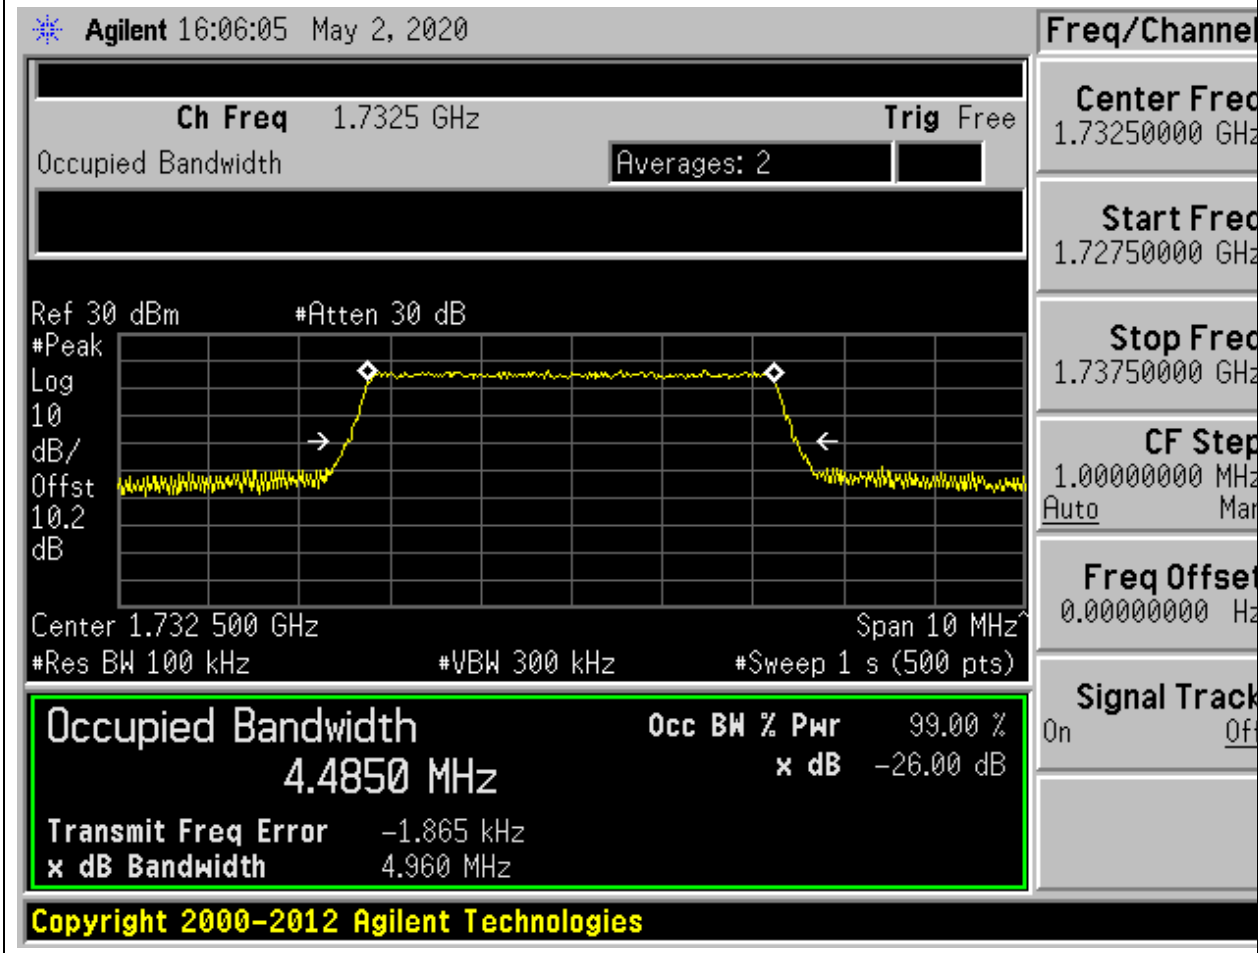 Agilent 16:06:05 May 2, 2020
Freq/Channel
Ch Freq 1.7325 GHz Trig Free
Occupied Bandwidth Averages: 2
Center Freq
1.73250000 GHz
Start Freq
1.72750000 GHz
Stop Freq
1.73750000 GHz
CF Step
1.00000000 MHz
Auto Man
Freq Offset
0.00000000 Hz
Signal Track
On Off
Ref 30 dBm #Atten 30 dB
#Peak
Log
10
dB/
Offst
10.2
dB
Center 1.732 500 GHz Span 10 MHz^
#Res BW 100 kHz #VBW 300 kHz #Sweep 1 s (500 pts)
Occupied Bandwidth Occ BW % Pwr 99.00 %
4.4850 MHz x dB -26.00 dB
Transmit Freq Error -1.865 kHz
x dB Bandwidth 4.960 MHz
Copyright 2000-2012 Agilent Technologies